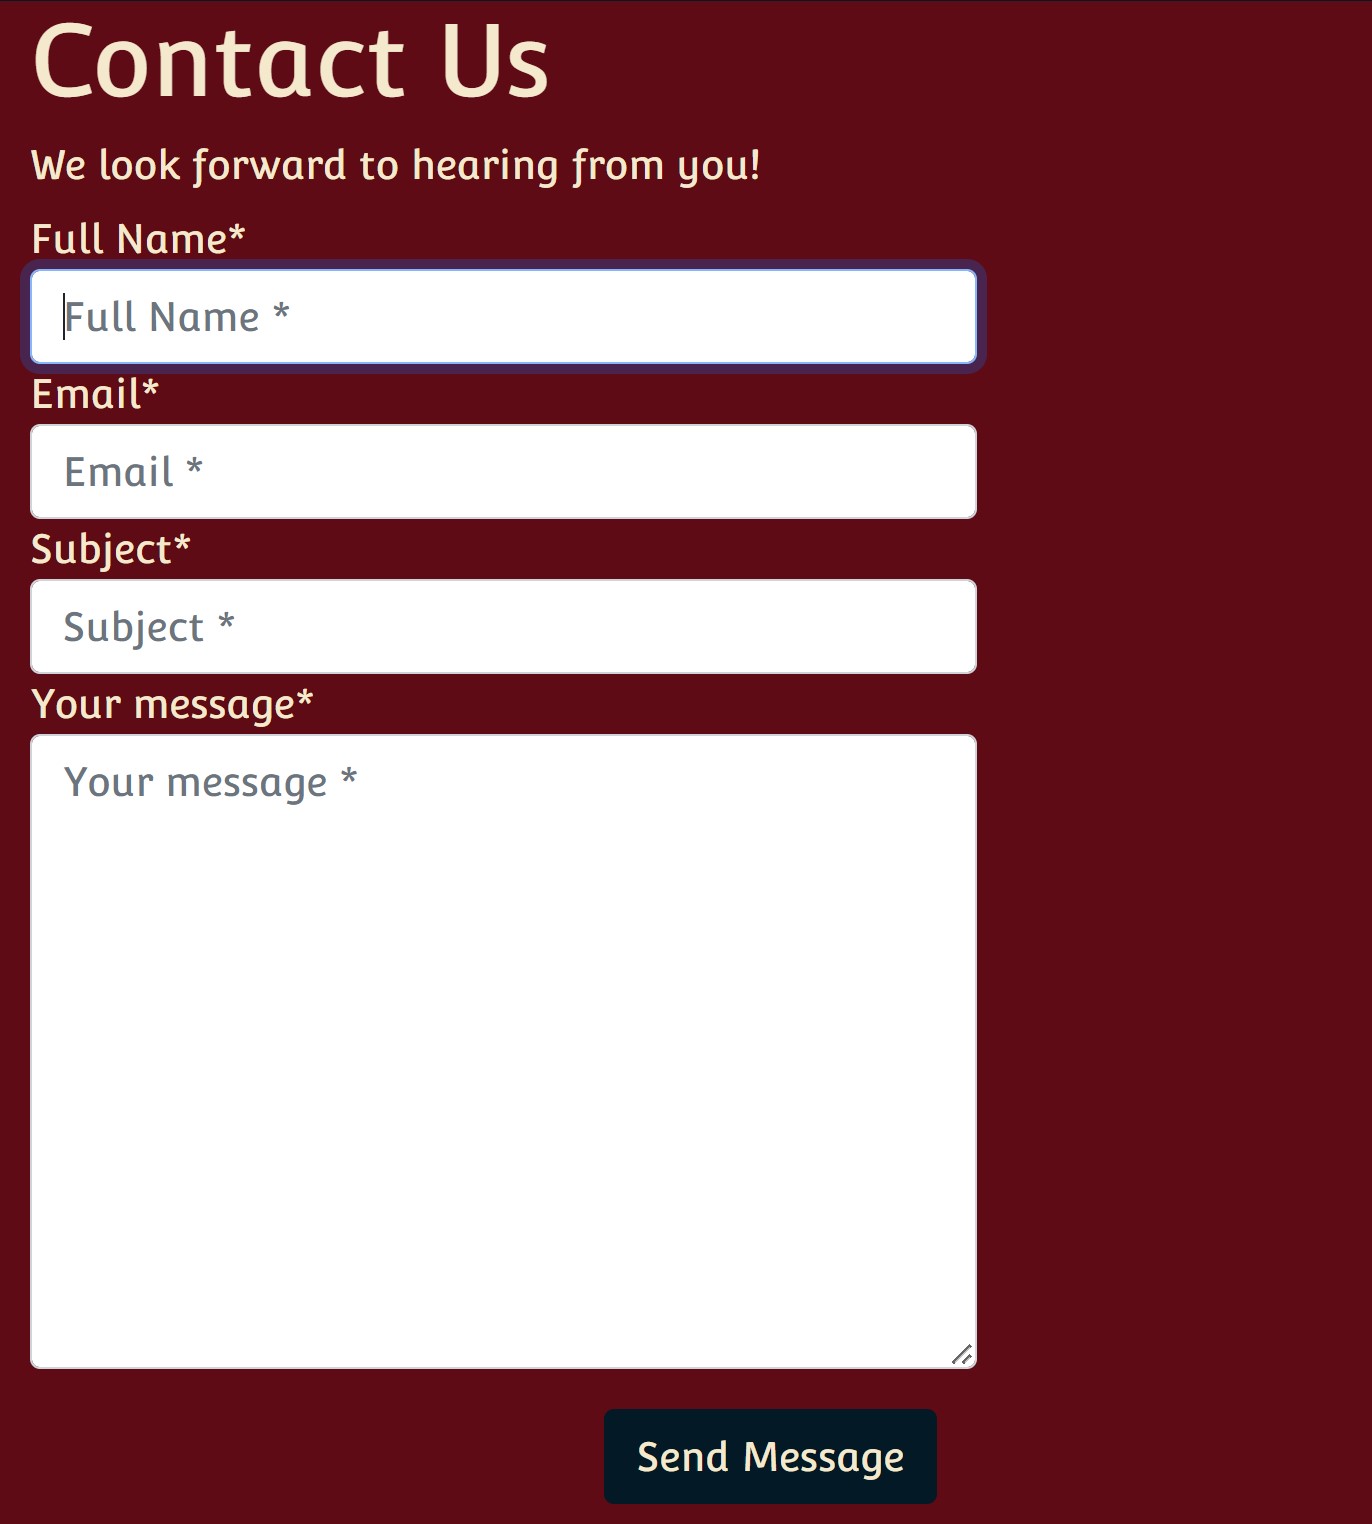 Contact Us
We look forward to hearing from you!
Full Name*
Full Name *
Email*
Email *
Subject*
Subject *
Your message*
Your message *
Send Message